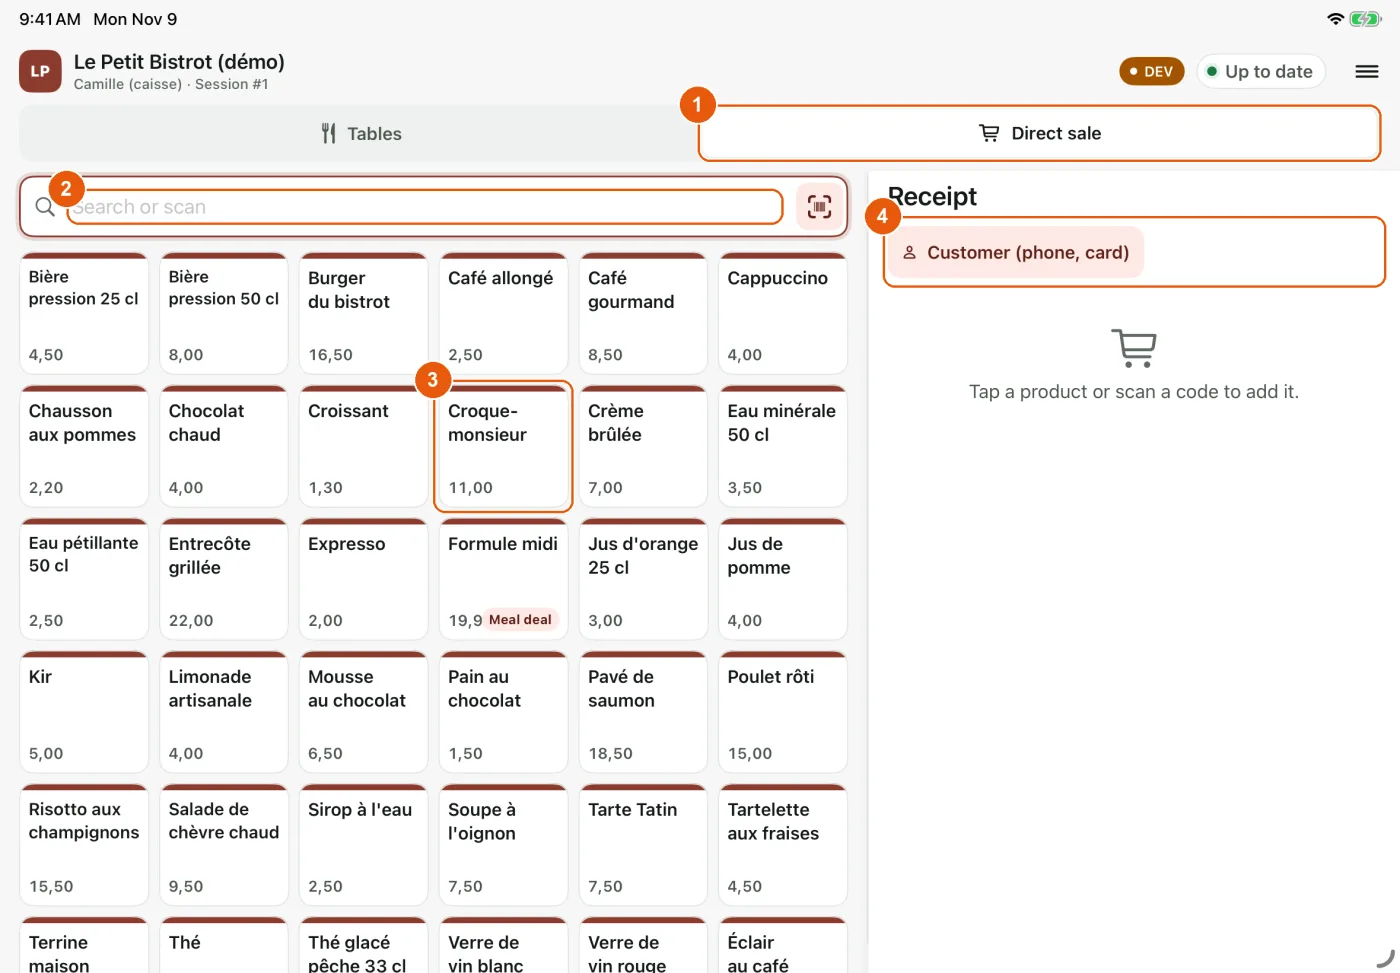 9:41 AM Mon Nov 9
LP
Le Petit Bistrot (démo)
Camille (caisse) · Session #1
DEV
Up to date
Tables
1
Direct sale
2
Search or scan
Receipt
4
Customer (phone, card)
Tap a product or scan a code to add it.
Bière
pression 25 cl
4,50
Bière
pression 50 cl
8,00
Burger
du bistrot
16,50
Café allongé
2,50
Café
gourmand
8,50
Cappuccino
4,00
Chausson
aux pommes
2,20
Chocolat
chaud
4,00
Croissant
1,30
3
Croque-
monsieur
11,00
Crème
brûlée
7,00
Eau minérale
50 cl
3,50
Eau pétillante
50 cl
2,50
Entrecôte
grillée
22,00
Expresso
2,00
Formule midi
19,9
Meal deal
Jus d'orange
25 cl
3,00
Jus de
pomme
4,00
Kir
5,00
Limonade
artisanale
4,00
Mousse
au chocolat
6,50
Pain au
chocolat
1,50
Pavé de
saumon
18,50
Poulet rôti
15,00
Risotto aux
champignons
15,50
Salade de
chèvre chaud
9,50
Sirop à l'eau
2,50
Soupe à
l'oignon
7,50
Tarte Tatin
7,50
Tartelette
aux fraises
4,50
Terrine
maison
Thé
Thé glacé
pêche 33 cl
Verre de
vin blanc
Verre de
vin rouge
Éclair
au café